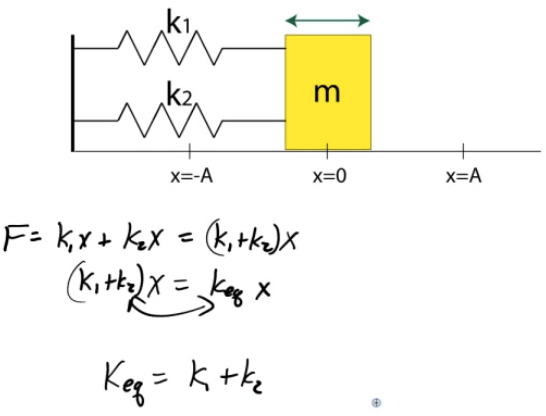 k₁
k₂
m
x=-A x=0 x=A
F = k₁x + k₂x = (k₁+k₂)x
(k₁+k₂)x = keq x
Keq = k₁ + k₂